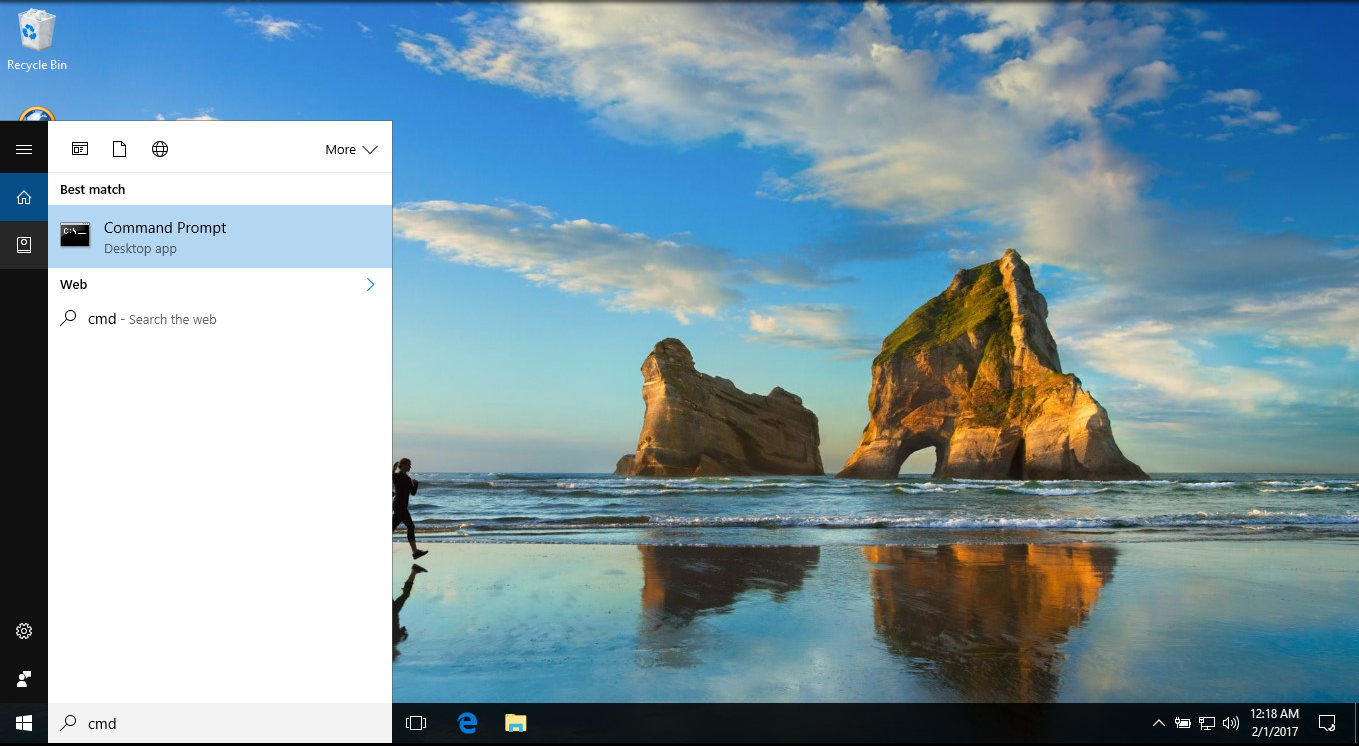 Recycle Bin
More
Best match
Command Prompt
Desktop app
Web
cmd - Search the web
cmd
12:18 AM
2/1/2017